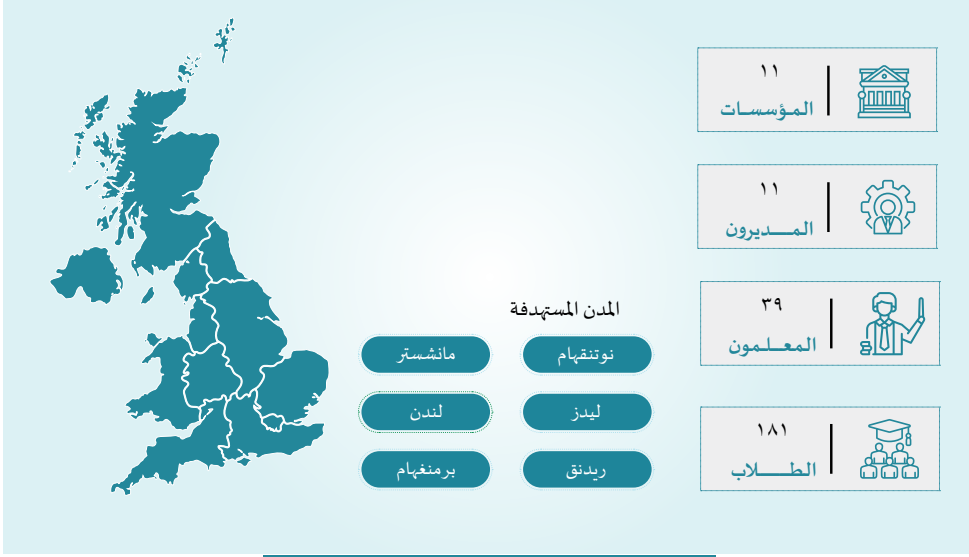 ١١
المؤسسات
١١
المديرون
٣٩
المعلمون
١٨١
الطلاب
المدن المستهدفة
نوتنقهام
مانشستر
ليدز
لندن
ريدنق
برمنغهام